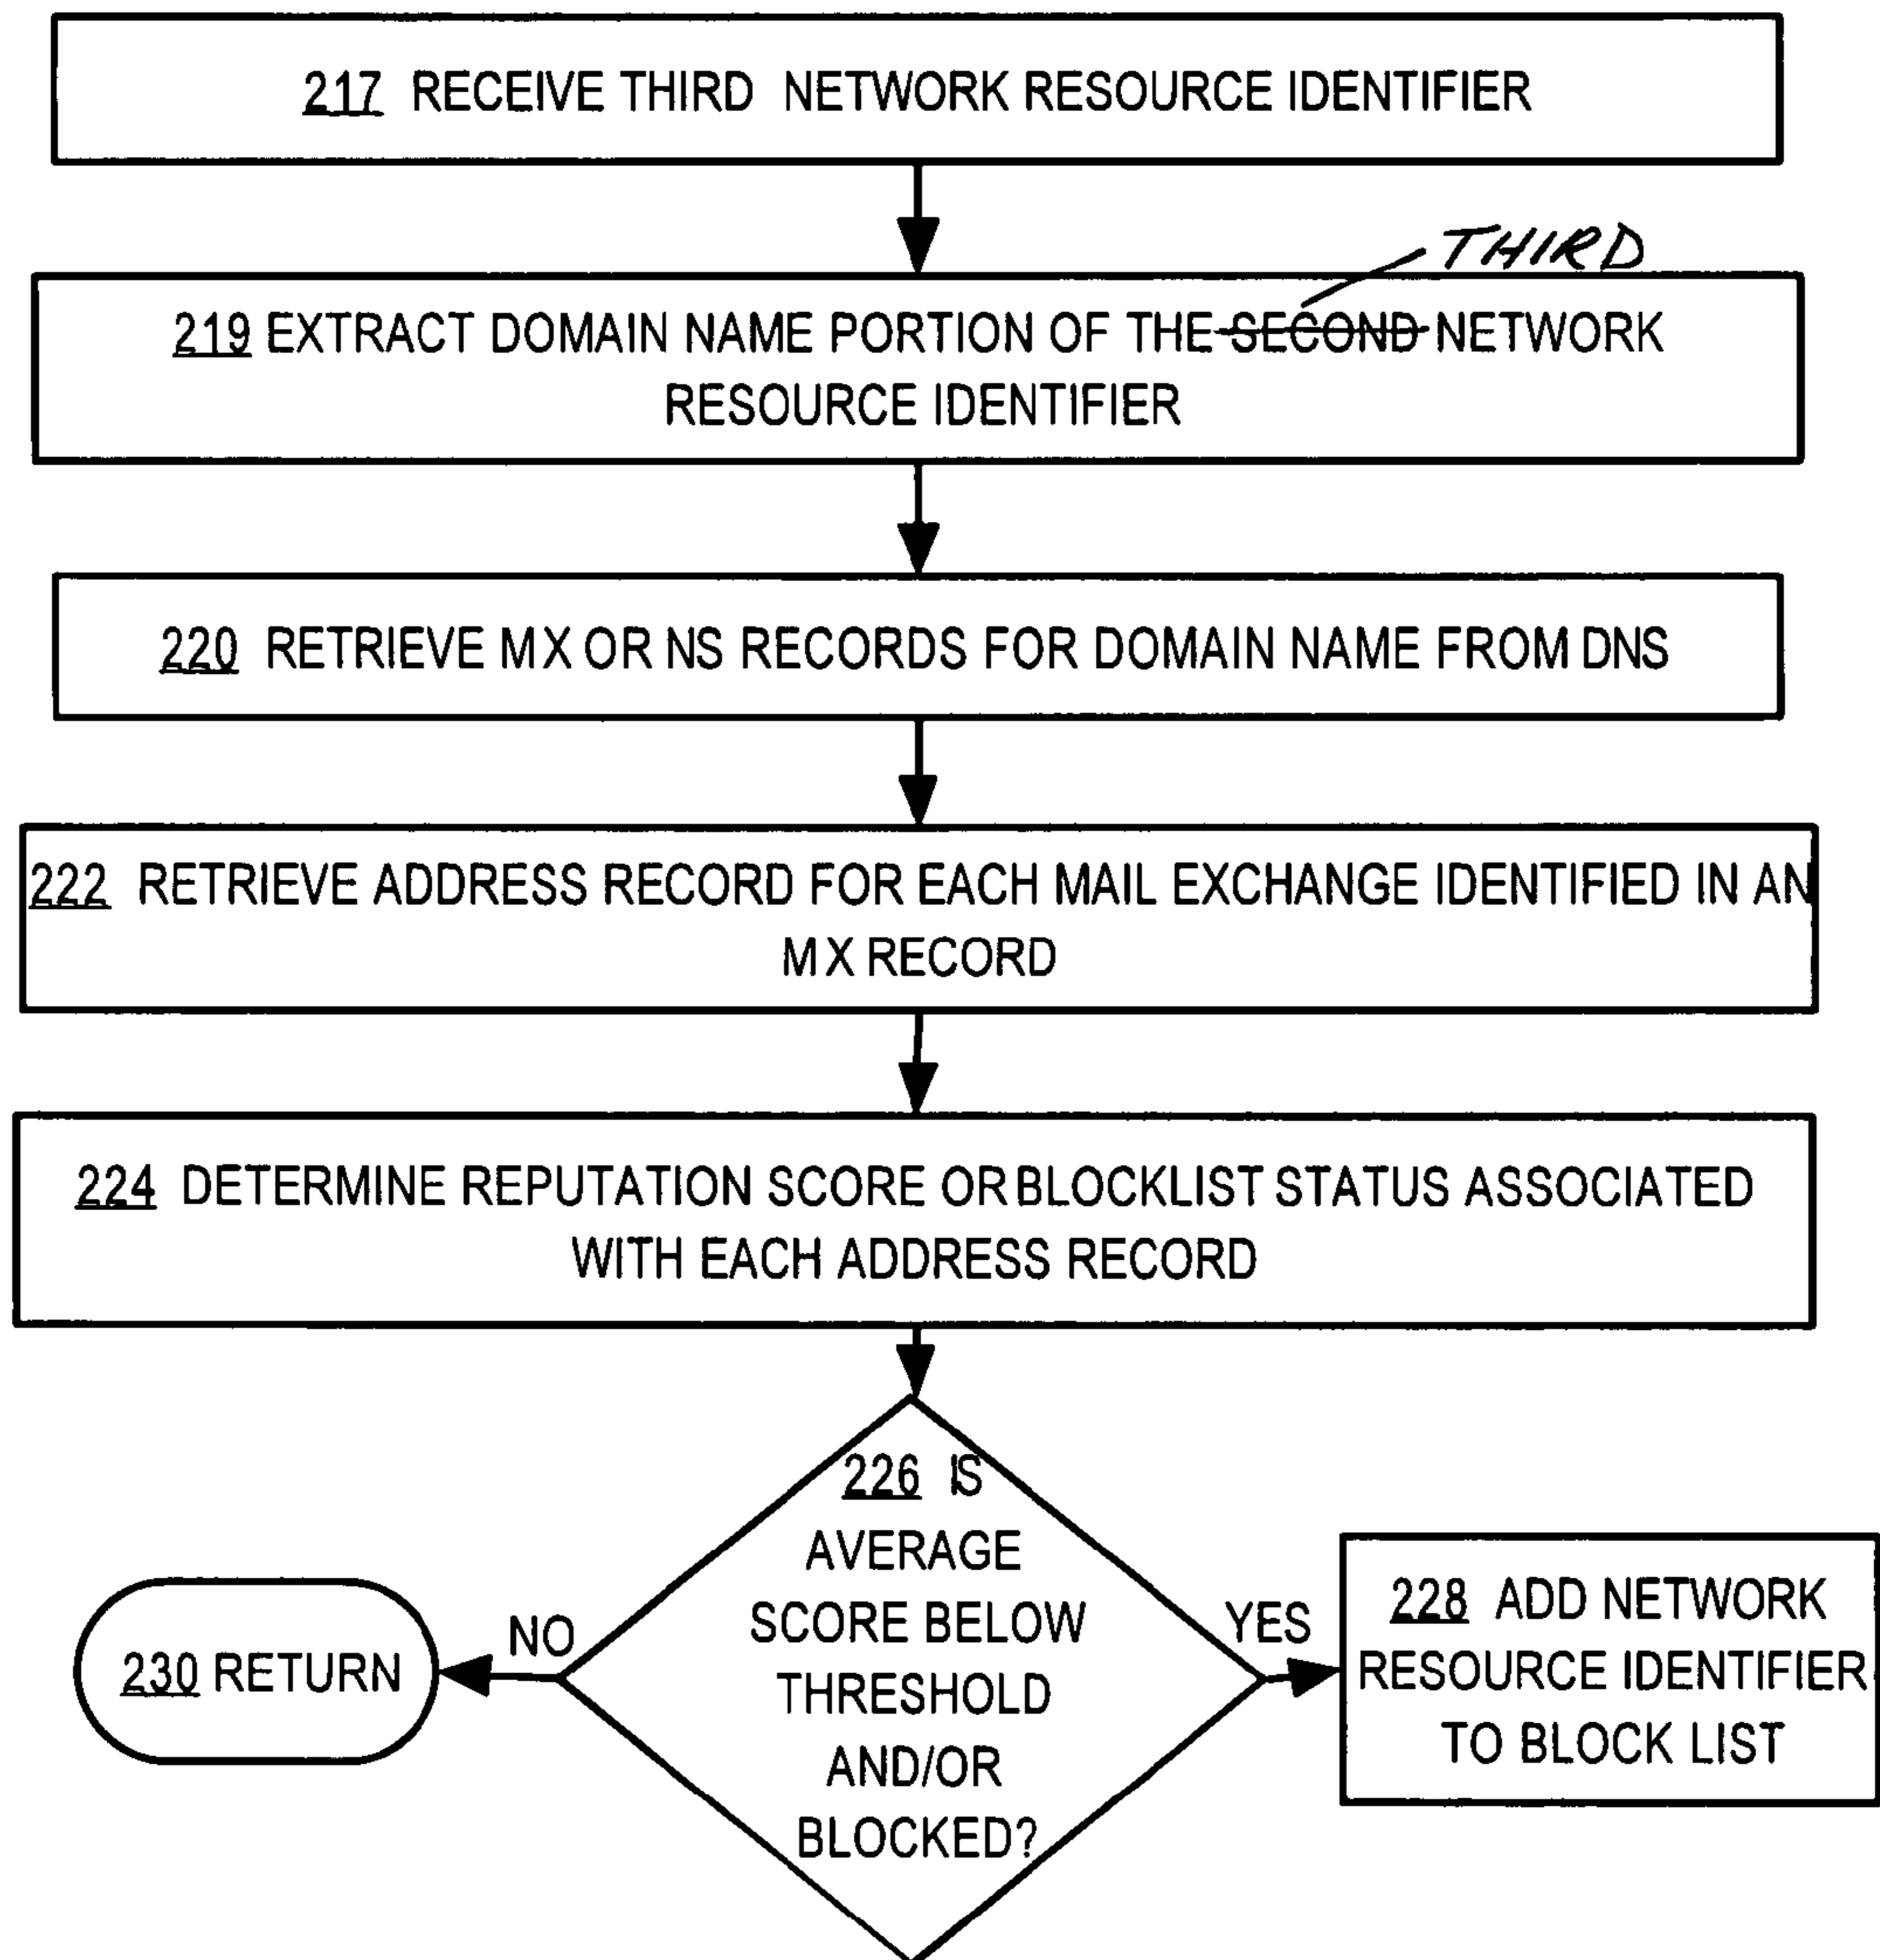 217 RECEIVE THIRD NETWORK RESOURCE IDENTIFIER
THIRD
219 EXTRACT DOMAIN NAME PORTION OF THE SECOND NETWORK
RESOURCE IDENTIFIER
220 RETRIEVE MX OR NS RECORDS FOR DOMAIN NAME FROM DNS
222 RETRIEVE ADDRESS RECORD FOR EACH MAIL EXCHANGE IDENTIFIED IN AN
MX RECORD
224 DETERMINE REPUTATION SCORE OR BLOCKLIST STATUS ASSOCIATED
WITH EACH ADDRESS RECORD
226 IS
AVERAGE
SCORE BELOW
THRESHOLD
AND/OR
BLOCKED?
NO
230 RETURN
YES
228 ADD NETWORK
RESOURCE IDENTIFIER
TO BLOCK LIST